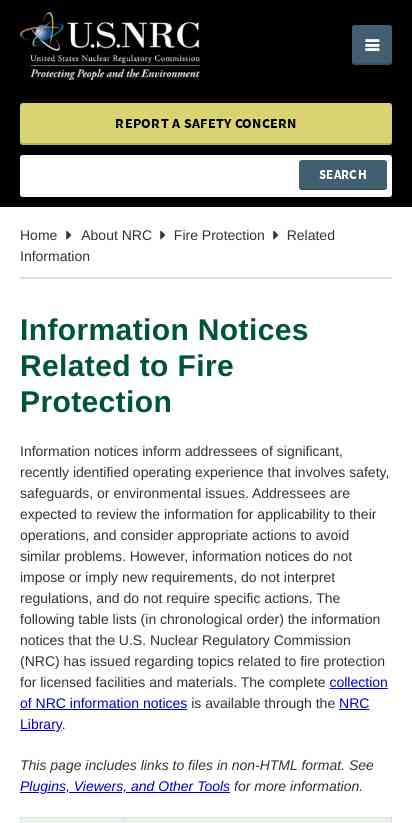 U.S.NRC
United States Nuclear Regulatory Commission
Protecting People and the Environment
REPORT A SAFETY CONCERN
SEARCH
Home About NRC Fire Protection Related
Information
Information Notices
Related to Fire
Protection
Information notices inform addressees of significant,
recently identified operating experience that involves safety,
safeguards, or environmental issues. Addressees are
expected to review the information for applicability to their
operations, and consider appropriate actions to avoid
similar problems. However, information notices do not
impose or imply new requirements, do not interpret
regulations, and do not require specific actions. The
following table lists (in chronological order) the information
notices that the U.S. Nuclear Regulatory Commission
(NRC) has issued regarding topics related to fire protection
for licensed facilities and materials. The complete collection
of NRC information notices is available through the NRC
Library.
This page includes links to files in non-HTML format. See
Plugins, Viewers, and Other Tools for more information.